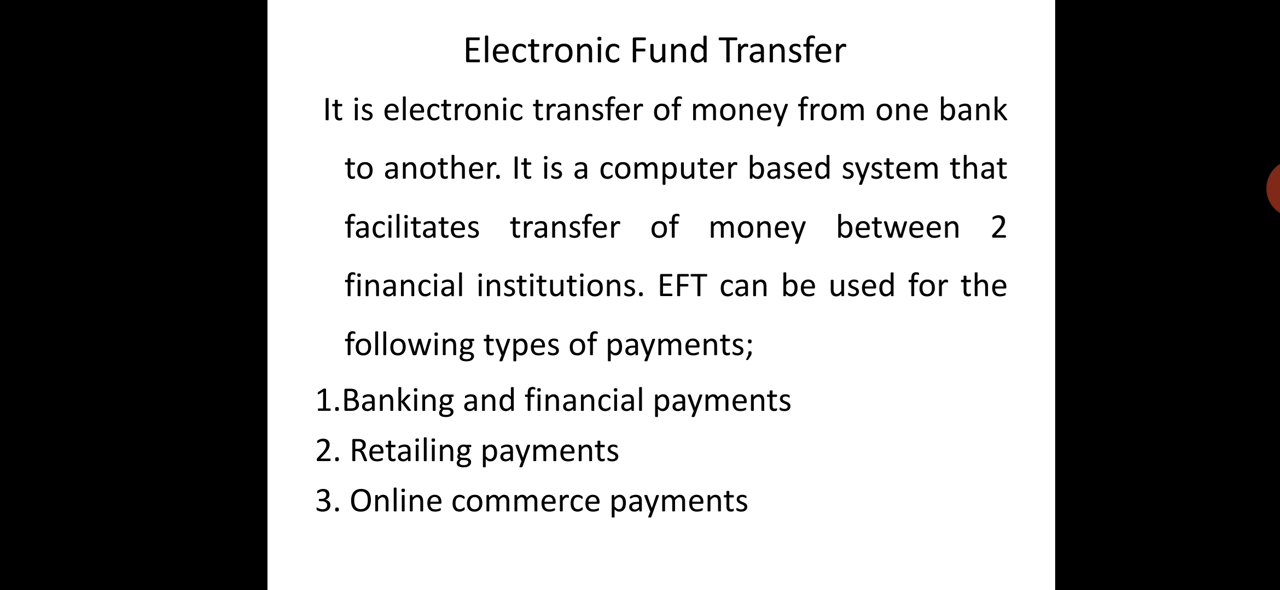 Electronic Fund Transfer
It is electronic transfer of money from one bank
to another. It is a computer based system that
facilitates transfer of money between 2
financial institutions. EFT can be used for the
following types of payments;
1.Banking and financial payments
2. Retailing payments
3. Online commerce payments